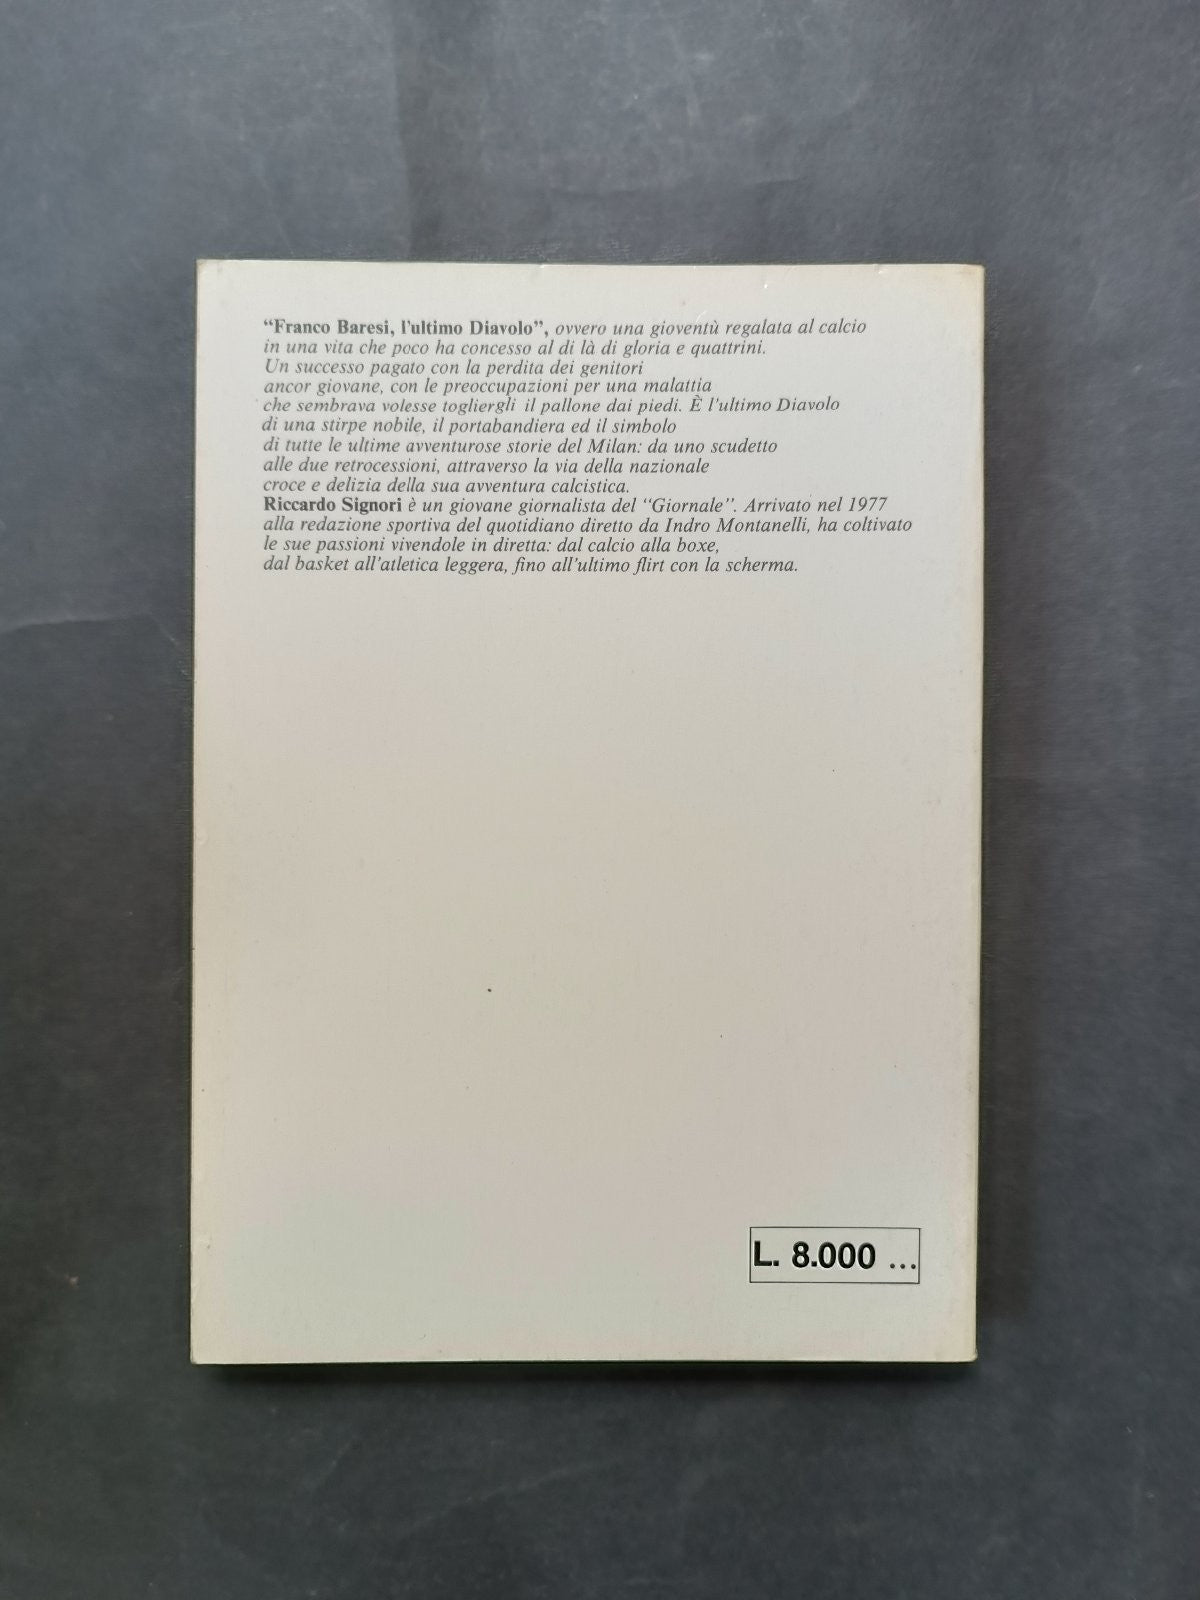 “Franco Baresi, l'ultimo Diavolo”, ovvero una gioventù regalata al calcio
in una vita che poco ha concesso al di là di gloria e quattrini.
Un successo pagato con la perdita dei genitori
ancor giovane, con le preoccupazioni per una malattia
che sembrava volesse togliergli il pallone dai piedi. È l'ultimo Diavolo
di una stirpe nobile, il portabandiera ed il simbolo
di tutte le ultime avventurose storie del Milan: da uno scudetto
alle due retrocessioni, attraverso la via della nazionale
croce e delizia della sua avventura calcistica.
Riccardo Signori è un giovane giornalista del “Giornale”. Arrivato nel 1977
alla redazione sportiva del quotidiano diretto da Indro Montanelli, ha coltivato
le sue passioni vivendole in diretta: dal calcio alla boxe,
dal basket all'atletica leggera, fino all'ultimo flirt con la scherma.
L. 8.000 ...